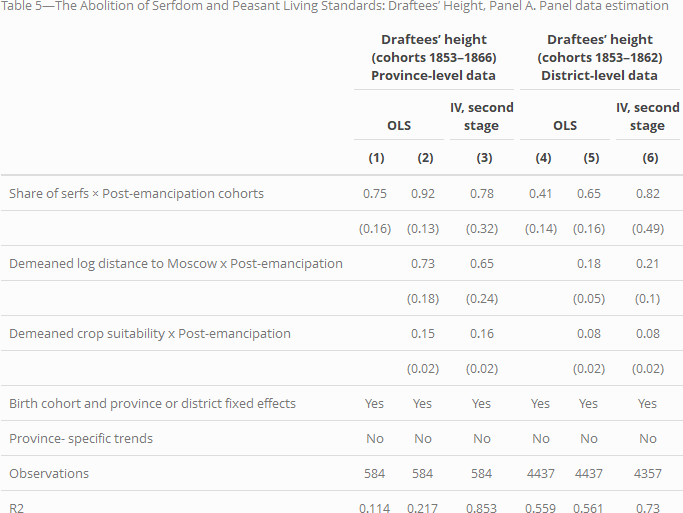 Table 5—The Abolition of Serfdom and Peasant Living Standards: Draftees’ Height, Panel A. Panel data estimation
Draftees’ height (cohorts 1853–1866) Province-level data Draftees’ height (cohorts 1853–1862) District-level data
OLS IV, second stage OLS IV, second stage
(1) (2) (3) (4) (5) (6)
Share of serfs × Post-emancipation cohorts 0.75 0.92 0.78 0.41 0.65 0.82
(0.16) (0.13) (0.32) (0.14) (0.16) (0.49)
Demeaned log distance to Moscow x Post-emancipation 0.73 0.65 0.18 0.21
(0.18) (0.24) (0.05) (0.1)
Demeaned crop suitability x Post-emancipation 0.15 0.16 0.08 0.08
(0.02) (0.02) (0.02) (0.02)
Birth cohort and province or district fixed effects Yes Yes Yes Yes Yes Yes
Province- specific trends No No No No No No
Observations 584 584 584 4437 4437 4357
R2 0.114 0.217 0.853 0.559 0.561 0.73